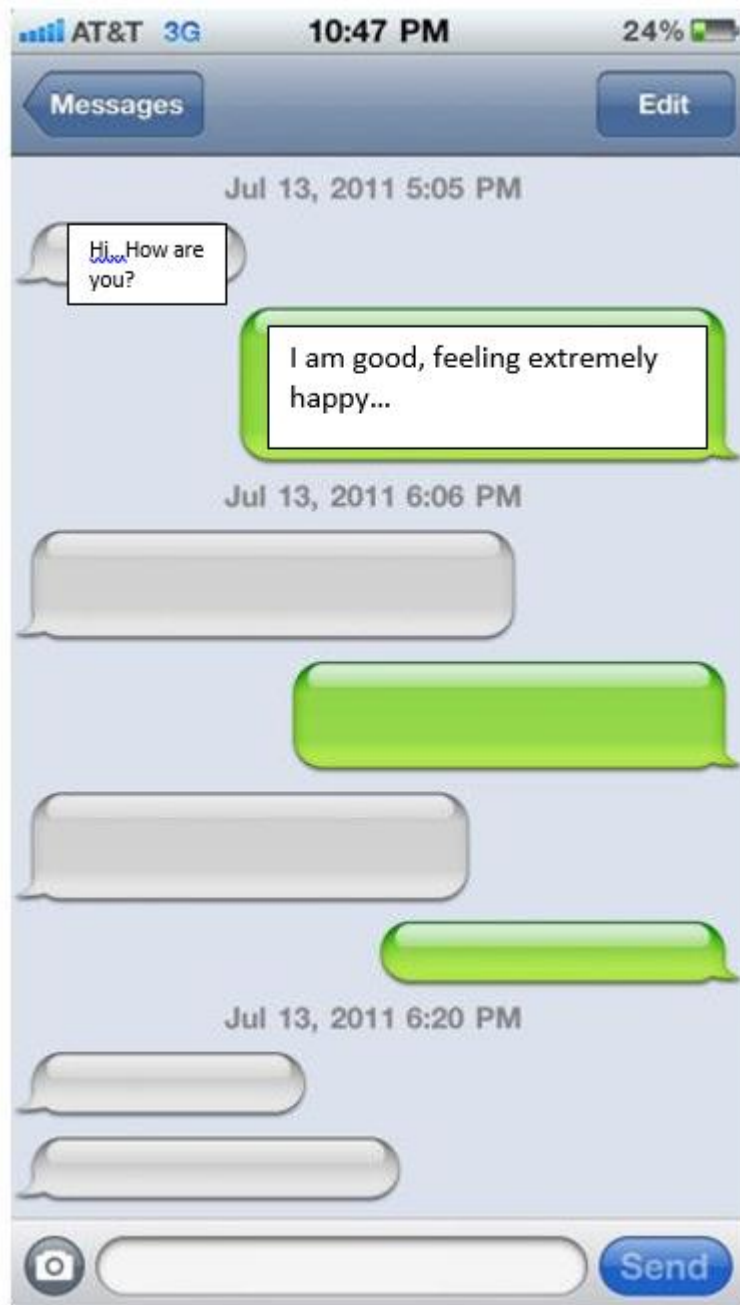 AT&T 3G 10:47 PM 24%
Messages Edit
Jul 13, 2011 5:05 PM
Hi...How are
you?
I am good, feeling extremely
happy...
Jul 13, 2011 6:06 PM
Jul 13, 2011 6:20 PM
Send